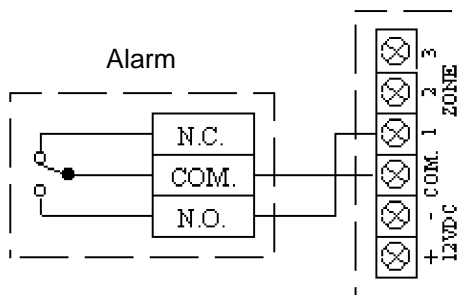 Alarm
N.C.
COM.
N.O.
3
2
1
ZONE
COM.
-
+
12VDC